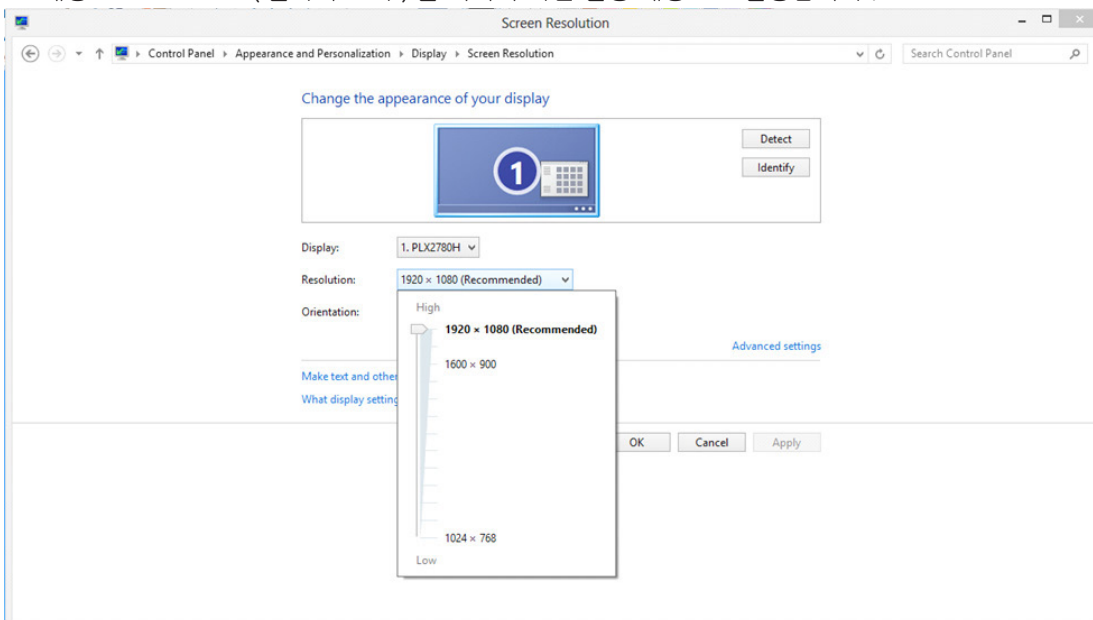 Screen Resolution
Control Panel ▸ Appearance and Personalization ▸ Display ▸ Screen Resolution
Search Control Panel
Change the appearance of your display
1
Detect
Identify
Display: 1. PLX2780H
Resolution: 1920 × 1080 (Recommended)
Orientation:
High
1920 × 1080 (Recommended)
1600 × 900
1024 × 768
Low
Advanced settings
Make text and other
What display setting
OK Cancel Apply